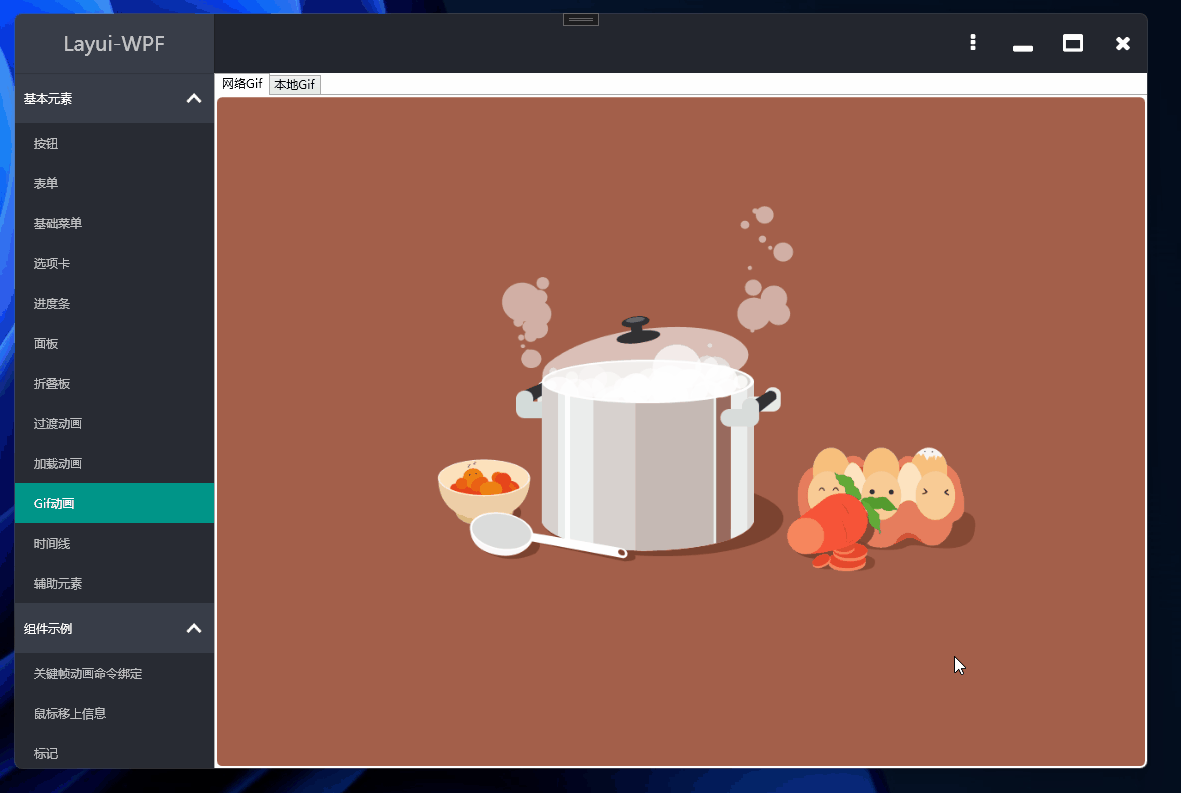 Layui-WPF
网络Gif 本地Gif
基本元素
按钮
表单
基础菜单
选项卡
进度条
面板
折叠板
过渡动画
加载动画
Gif动画
时间线
辅助元素
组件示例
关键帧动画命令绑定
鼠标移上信息
标记